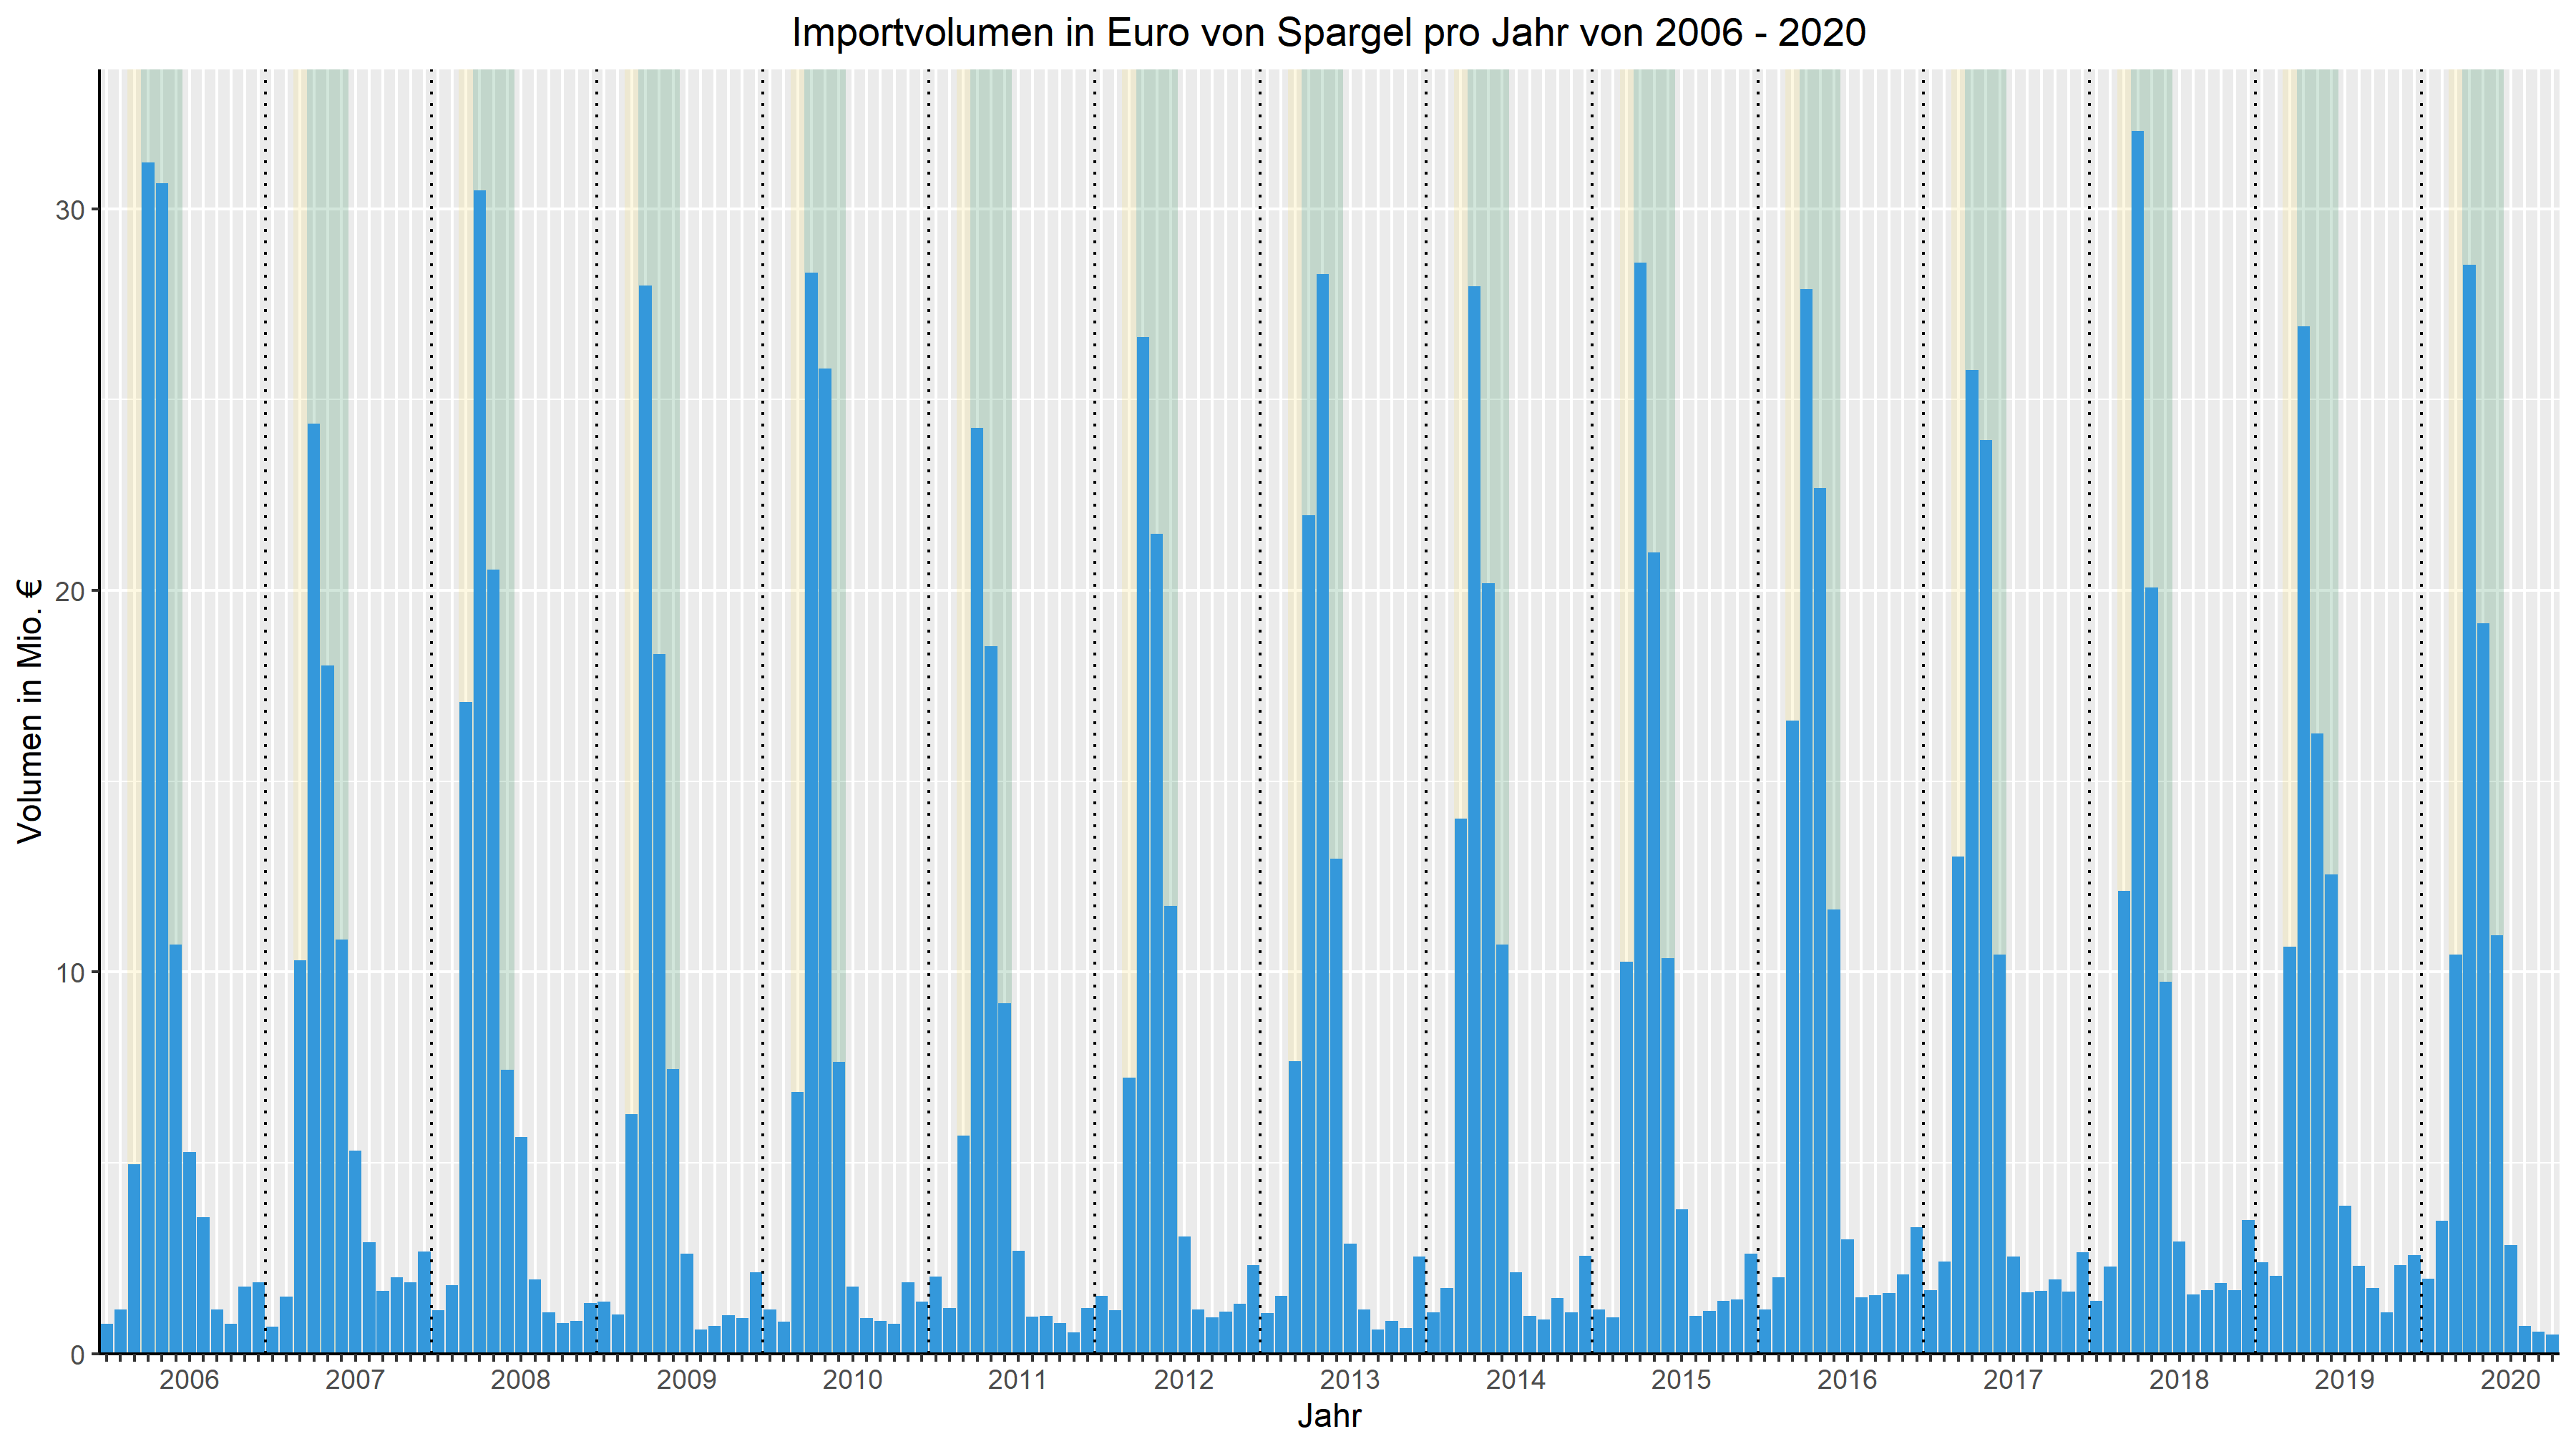 Importvolumen in Euro von Spargel pro Jahr von 2006 - 2020
Volumen in Mio. €
30
20
10
0
2006 2007 2008 2009 2010 2011 2012 2013 2014 2015 2016 2017 2018 2019 2020
Jahr